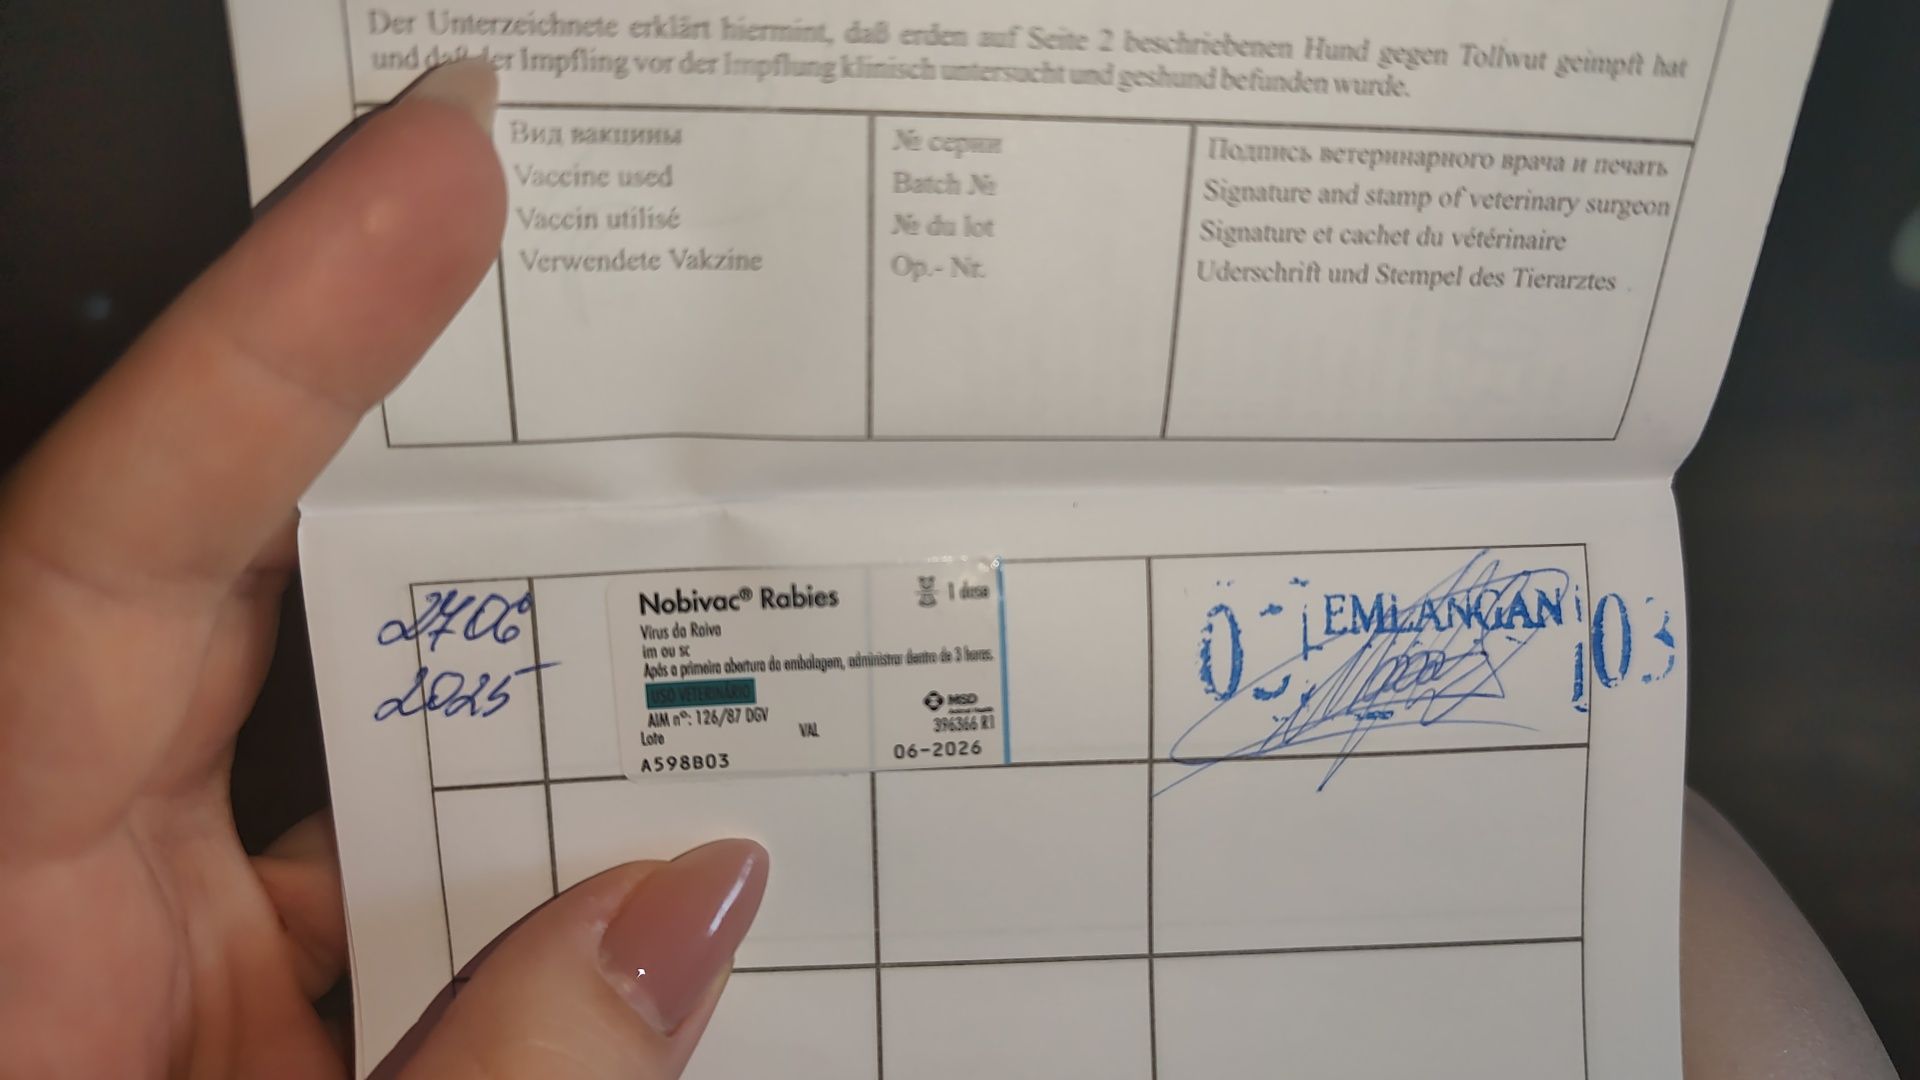 Der Unterzeichnete erklärt hiermint, daß erden auf Seite 2 beschriebenen Hund gegen Tollwut geimpft hat
und daß der Impfling vor der Impflung klinisch untersucht und geshund befunden wurde.
Вид вакцины
Vaccine used
Vaccin utilisé
Verwendete Vakzine
№ серии
Batch №
№ du lot
Op.- Nr.
Подпись ветеринарного врача и печать
Signature and stamp of veterinary surgeon
Signature et cachet du vétérinaire
Uderschrift und Stempel des Tierarztes
2706
2025
Nobivac® Rabies
1 dose
Vírus da Raiva
im ou sc
Após a primeira abertura da embalagem, administrar dentro de 3 horas.
USO VETERINÁRIO
MSD
AIM nº: 126/87 DGV
396366 R1
Lote
VAL
06-2026
A598B03
EMLANGAN
03